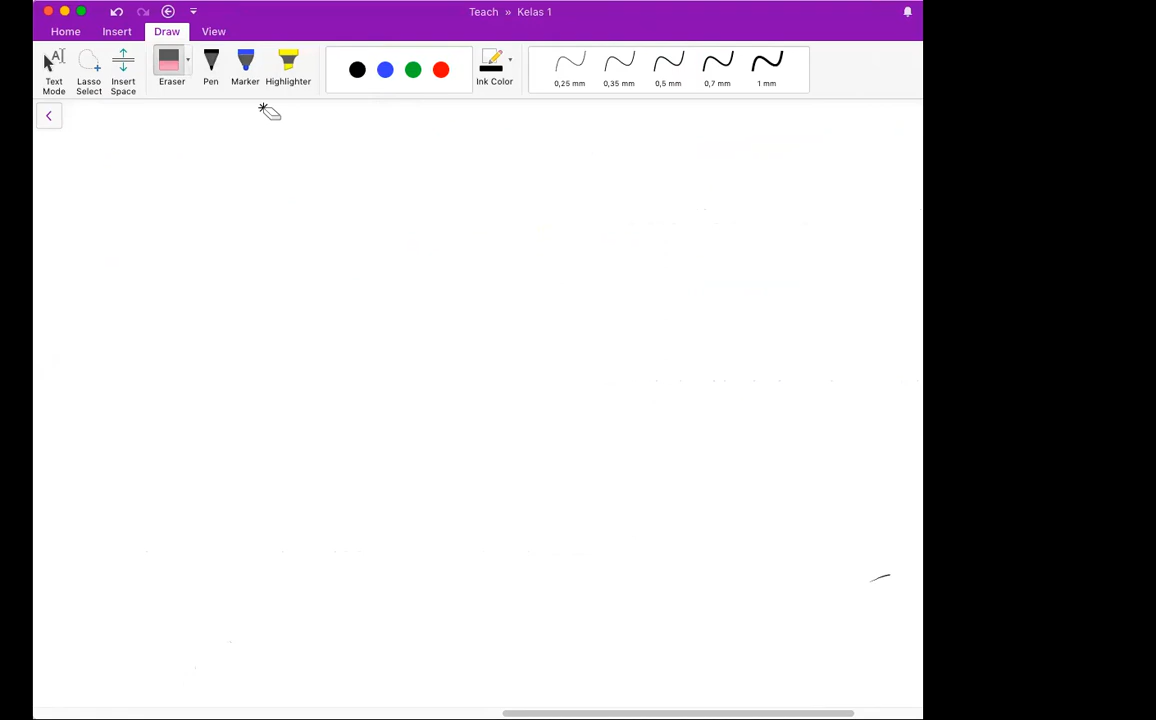 Teach » Kelas 1
Home Insert Draw View
Text Mode
Lasso Select
Insert Space
Eraser
Pen
Marker
Highlighter
Ink Color
0,25 mm 0,35 mm 0,5 mm 0,7 mm 1 mm